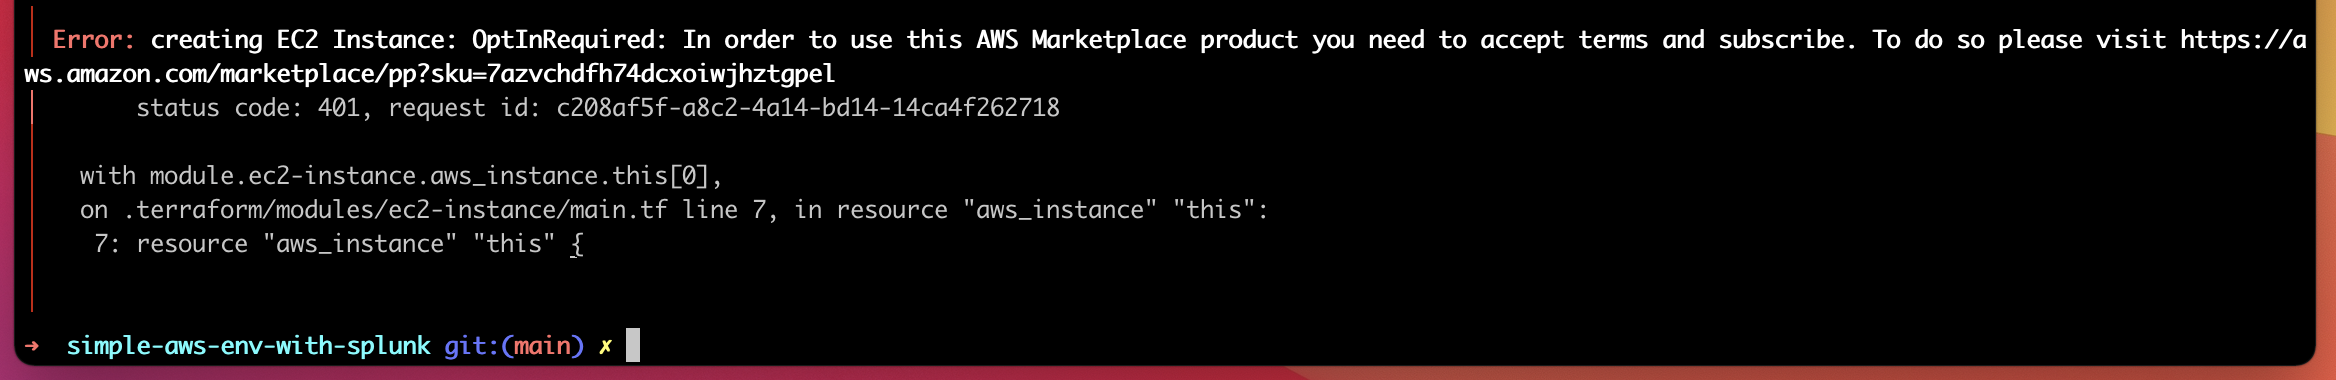 Error: creating EC2 Instance: OptInRequired: In order to use this AWS Marketplace product you need to accept terms and subscribe. To do so please visit https://a
ws.amazon.com/marketplace/pp?sku=7azvchdfh74dcxoiwjhztgpel
status code: 401, request id: c208af5f-a8c2-4a14-bd14-14ca4f262718
with module.ec2-instance.aws_instance.this[0],
on .terraform/modules/ec2-instance/main.tf line 7, in resource "aws_instance" "this":
7: resource "aws_instance" "this" {
➜ simple-aws-env-with-splunk git:(main) ✗